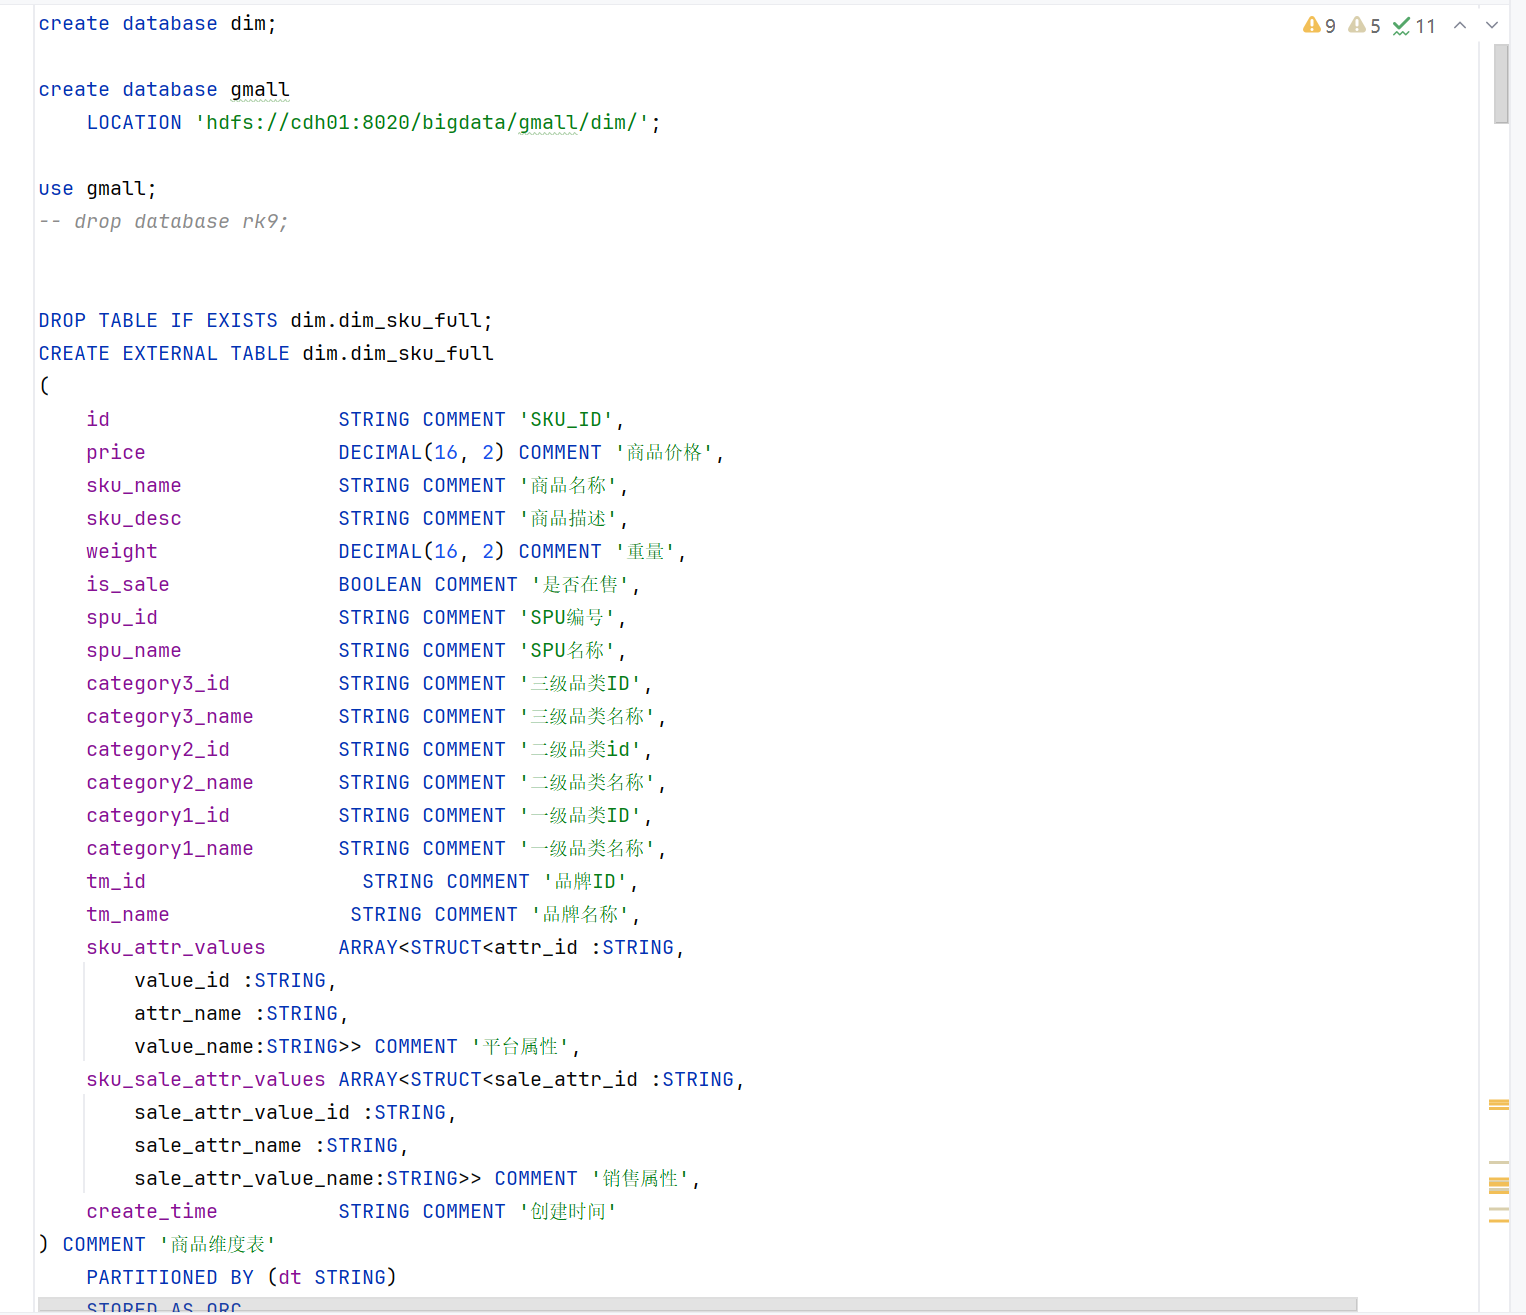 create database dim;
9 5 11
create database gmall
LOCATION 'hdfs://cdh01:8020/bigdata/gmall/dim/';
use gmall;
-- drop database rk9;
DROP TABLE IF EXISTS dim.dim_sku_full;
CREATE EXTERNAL TABLE dim.dim_sku_full
(
id STRING COMMENT 'SKU_ID',
price DECIMAL(16, 2) COMMENT '商品价格',
sku_name STRING COMMENT '商品名称',
sku_desc STRING COMMENT '商品描述',
weight DECIMAL(16, 2) COMMENT '重量',
is_sale BOOLEAN COMMENT '是否在售',
spu_id STRING COMMENT 'SPU编号',
spu_name STRING COMMENT 'SPU名称',
category3_id STRING COMMENT '三级品类ID',
category3_name STRING COMMENT '三级品类名称',
category2_id STRING COMMENT '二级品类id',
category2_name STRING COMMENT '二级品类名称',
category1_id STRING COMMENT '一级品类ID',
category1_name STRING COMMENT '一级品类名称',
tm_id STRING COMMENT '品牌ID',
tm_name STRING COMMENT '品牌名称',
sku_attr_values ARRAY<STRUCT<attr_id :STRING,
value_id :STRING,
attr_name :STRING,
value_name:STRING>> COMMENT '平台属性',
sku_sale_attr_values ARRAY<STRUCT<sale_attr_id :STRING,
sale_attr_value_id :STRING,
sale_attr_name :STRING,
sale_attr_value_name:STRING>> COMMENT '销售属性',
create_time STRING COMMENT '创建时间'
) COMMENT '商品维度表'
PARTITIONED BY (dt STRING)
STORED AS ORC